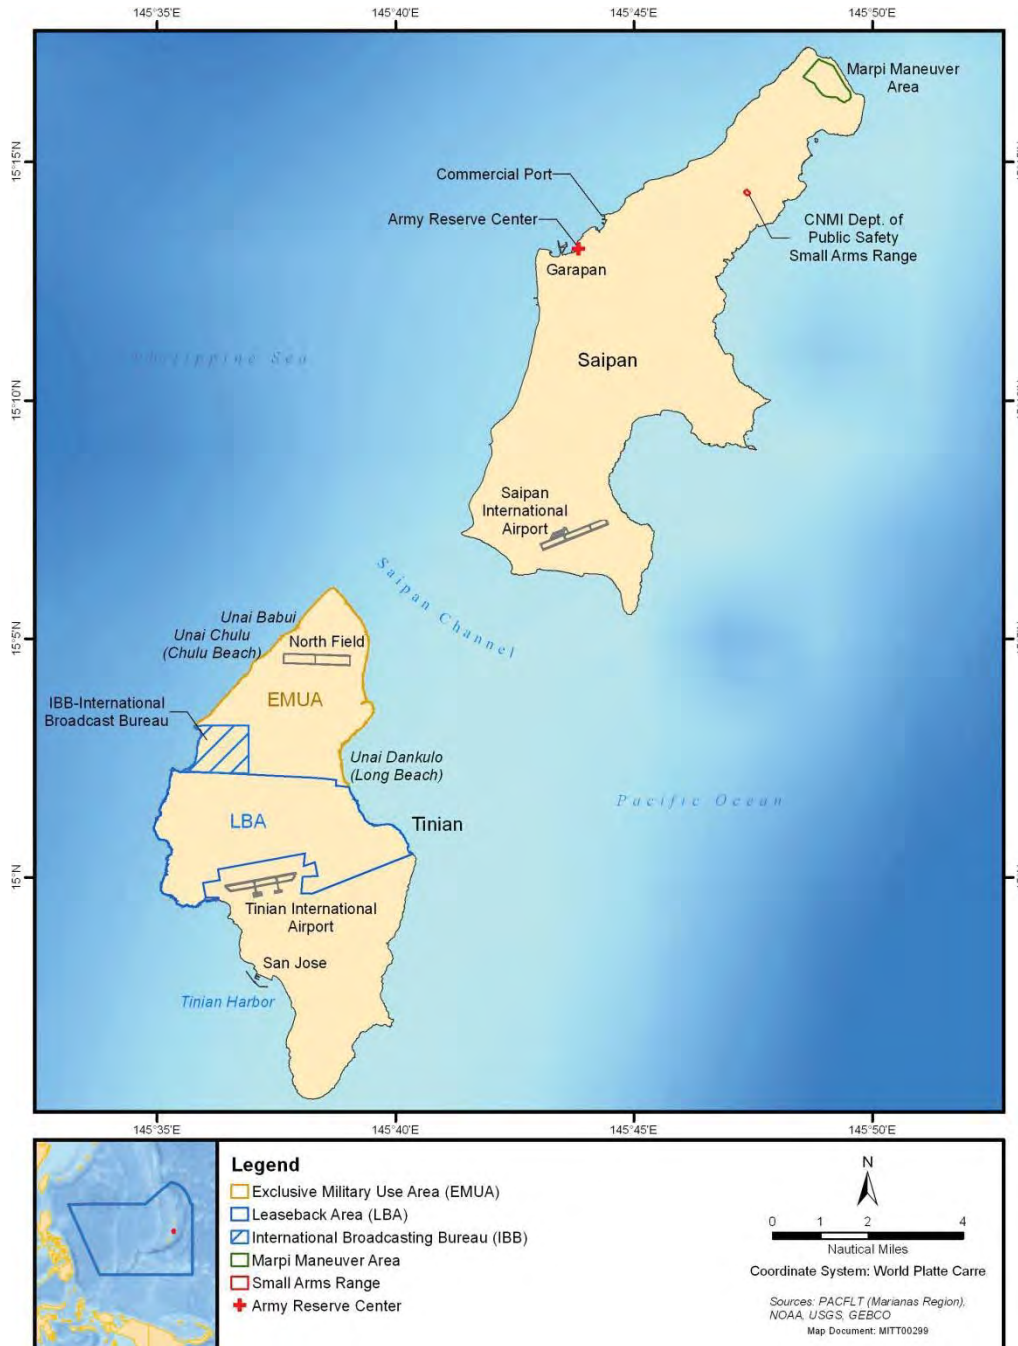 145°35'E
145°40'E
145°45'E
145°50'E
Marpi Maneuver
Area
15°15'N
Commercial Port
Army Reserve Center
CNMI Dept. of
Public Safety
Small Arms Range
Garapan
Philippine Sea
Saipan
15°10'N
Saipan
International
Airport
Saipan Channel
Unai Babui
Unai Chulu
(Chulu Beach)
North Field
15°5'N
EMUA
IBB-International
Broadcast Bureau
Unai Dankulo
(Long Beach)
Pacific Ocean
LBA
Tinian
15°N
Tinian International
Airport
San Jose
Tinian Harbor
145°35'E
145°40'E
145°45'E
145°50'E
Legend
Exclusive Military Use Area (EMUA)
Leaseback Area (LBA)
International Broadcasting Bureau (IBB)
Marpi Maneuver Area
Small Arms Range
Army Reserve Center
N
0 1 2 4
Nautical Miles
Coordinate System: World Platte Carre
Sources: PACFLT (Marianas Region),
NOAA, USGS, GEBCO
Map Document: MITT00299